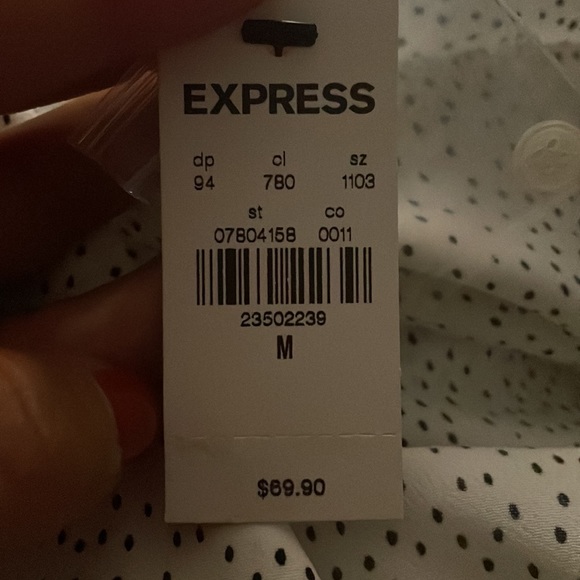 EXPRESS
dp cl sz
94 780 1103
st co
07804158 0011
23502239
M
$69.90